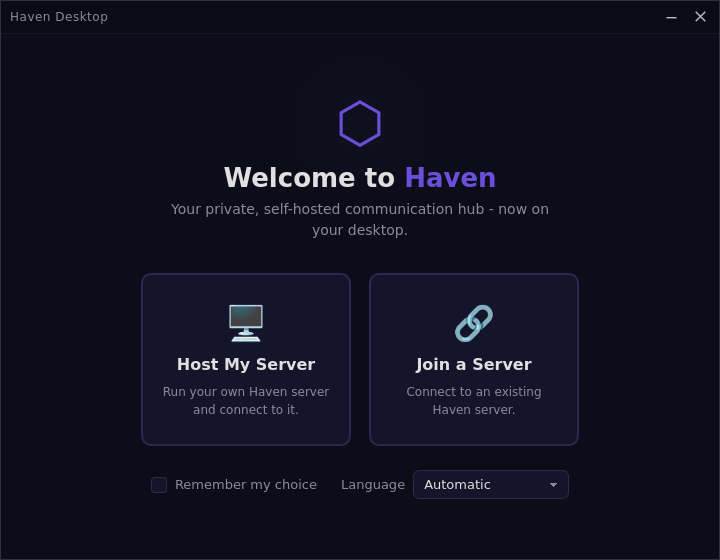 Haven Desktop
Welcome to Haven
Your private, self-hosted communication hub - now on
your desktop.
Host My Server
Run your own Haven server
and connect to it.
Join a Server
Connect to an existing
Haven server.
Remember my choice
Language
Automatic